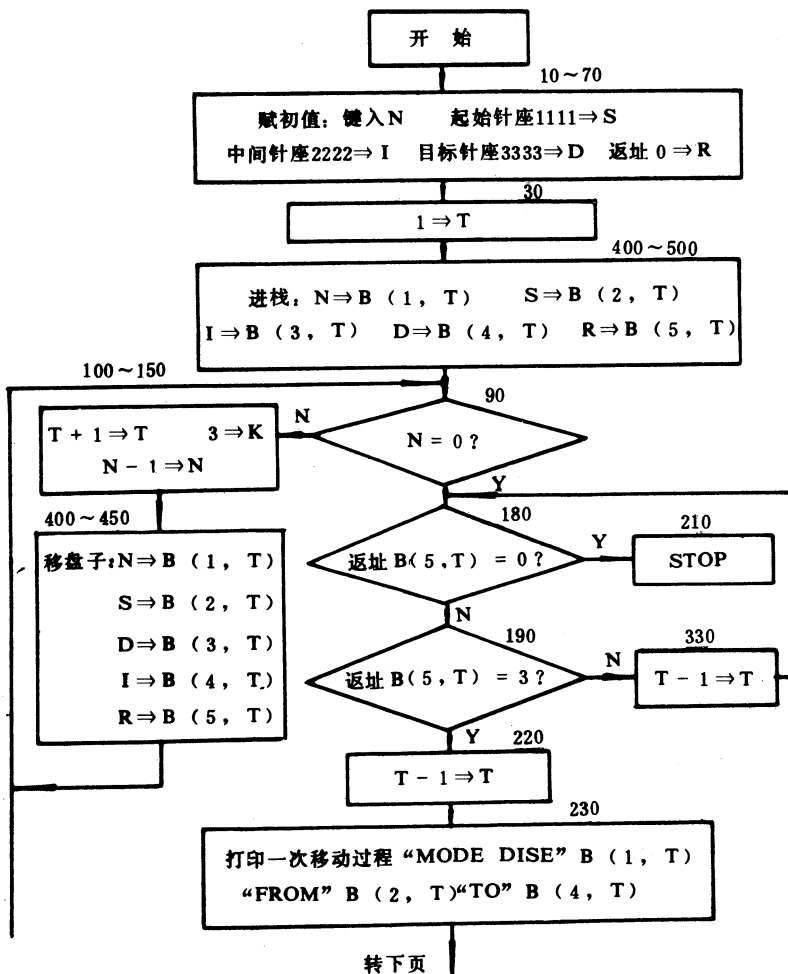 开 始
10~70
赋初值：键入N 起始针座1111⇒S
中间针座2222⇒I 目标针座3333⇒D 返址 0⇒R
30
1⇒T
400~500
进栈：N⇒B (1, T) S⇒B (2, T)
I⇒B (3, T) D⇒B (4, T) R⇒B (5, T)
100~150
90
T+1⇒T 3⇒K
N-1⇒N
N
N=0?
Y
400~450
移盘子：N⇒B (1, T)
S⇒B (2, T)
D⇒B (3, T)
I⇒B (4, T)
R⇒B (5, T)
180
返址 B(5,T) =0?
Y
210
STOP
N
190
返址 B(5,T) =3?
N
330
T-1⇒T
Y
220
T-1⇒T
230
打印一次移动过程 “MODE DISE” B (1, T)
“FROM” B (2, T)“TO” B (4, T)
转下页